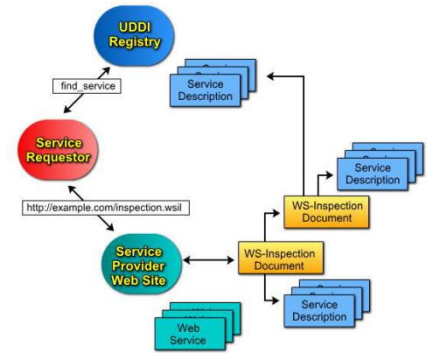 UDDI
Registry
find_service
Service
Description
Service
Requestor
Service
Description
http://example.com/inspection.wsil
WS-Inspection
Document
Service
Provider
Web Site
WS-Inspection
Document
Service
Description
Web
Service